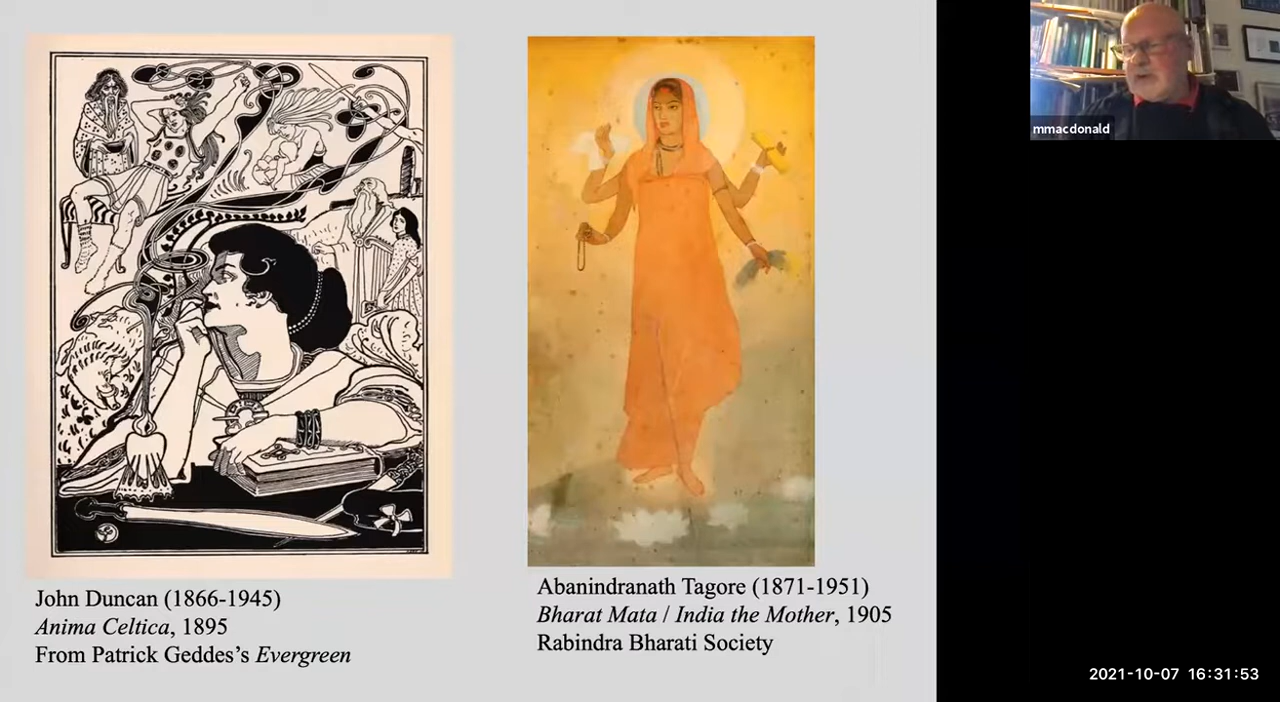 mmacdonald
John Duncan (1866-1945)
Anima Celtica, 1895
From Patrick Geddes’s Evergreen
Abanindranath Tagore (1871-1951)
Bharat Mata / India the Mother, 1905
Rabindra Bharati Society
2021-10-07 16:31:53